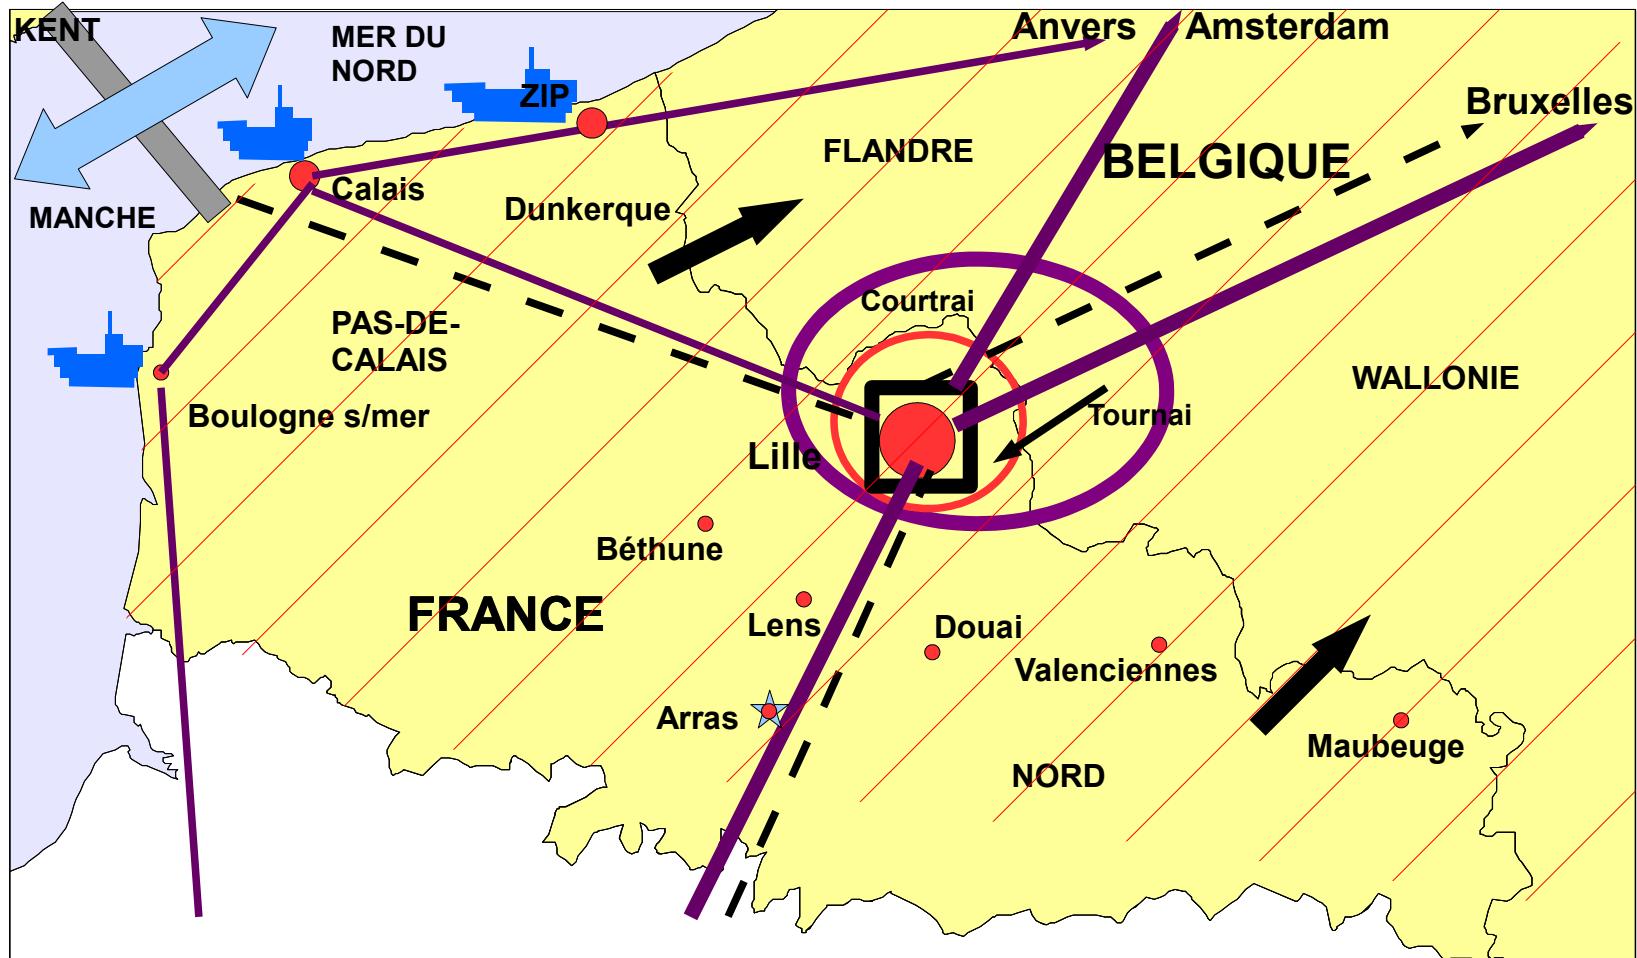 KENT
MER DU
NORD
Anvers
Amsterdam
Bruxelles
ZIP
FLANDRE
BELGIQUE
Calais
Dunkerque
MANCHE
Courtrai
PAS-DE-
CALAIS
WALLONIE
Boulogne s/mer
Tournai
Lille
Béthune
FRANCE
Lens
Douai
Valenciennes
Arras
Maubeuge
NORD